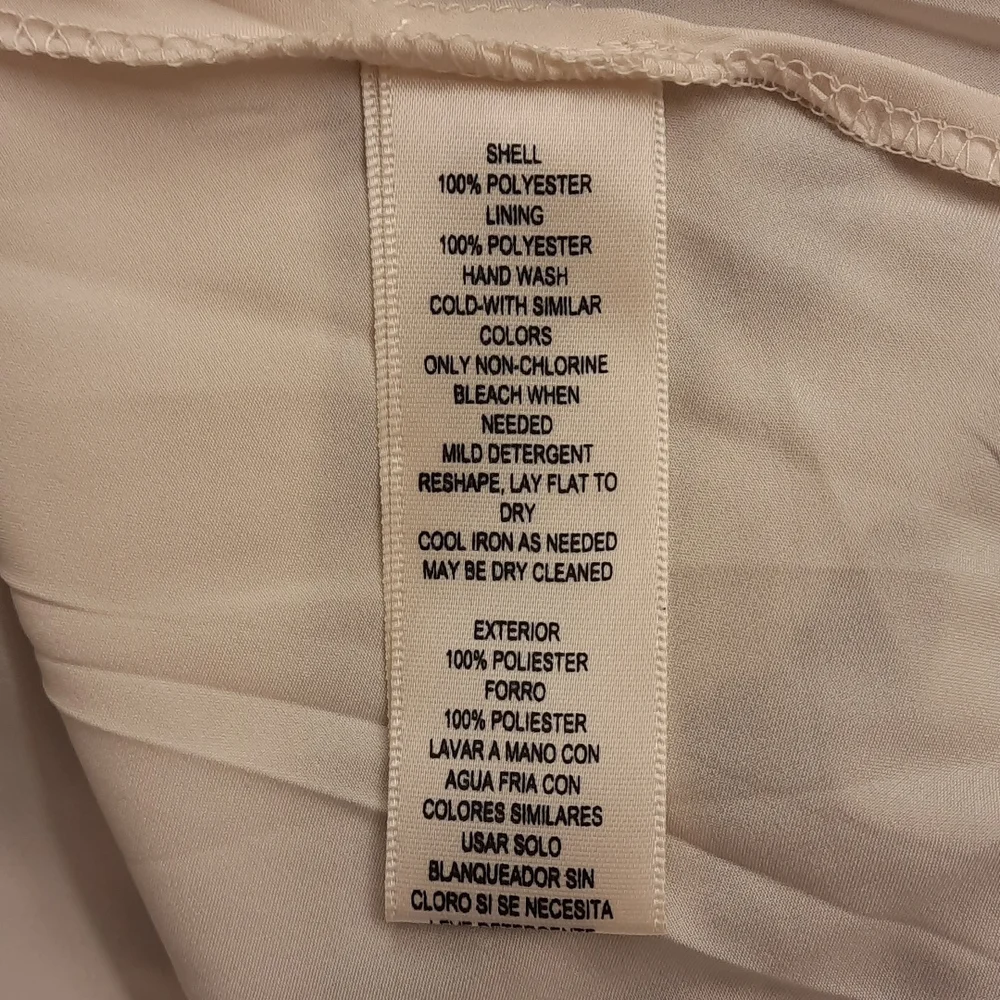 SHELL
100% POLYESTER
LINING
100% POLYESTER
HAND WASH
COLD-WITH SIMILAR
COLORS
ONLY NON-CHLORINE
BLEACH WHEN
NEEDED
MILD DETERGENT
RESHAPE, LAY FLAT TO
DRY
COOL IRON AS NEEDED
MAY BE DRY CLEANED
EXTERIOR
100% POLIESTER
FORRO
100% POLIESTER
LAVAR A MANO CON
AGUA FRIA CON
COLORES SIMILARES
USAR SOLO
BLANQUEADOR SIN
CLORO SI SE NECESITA